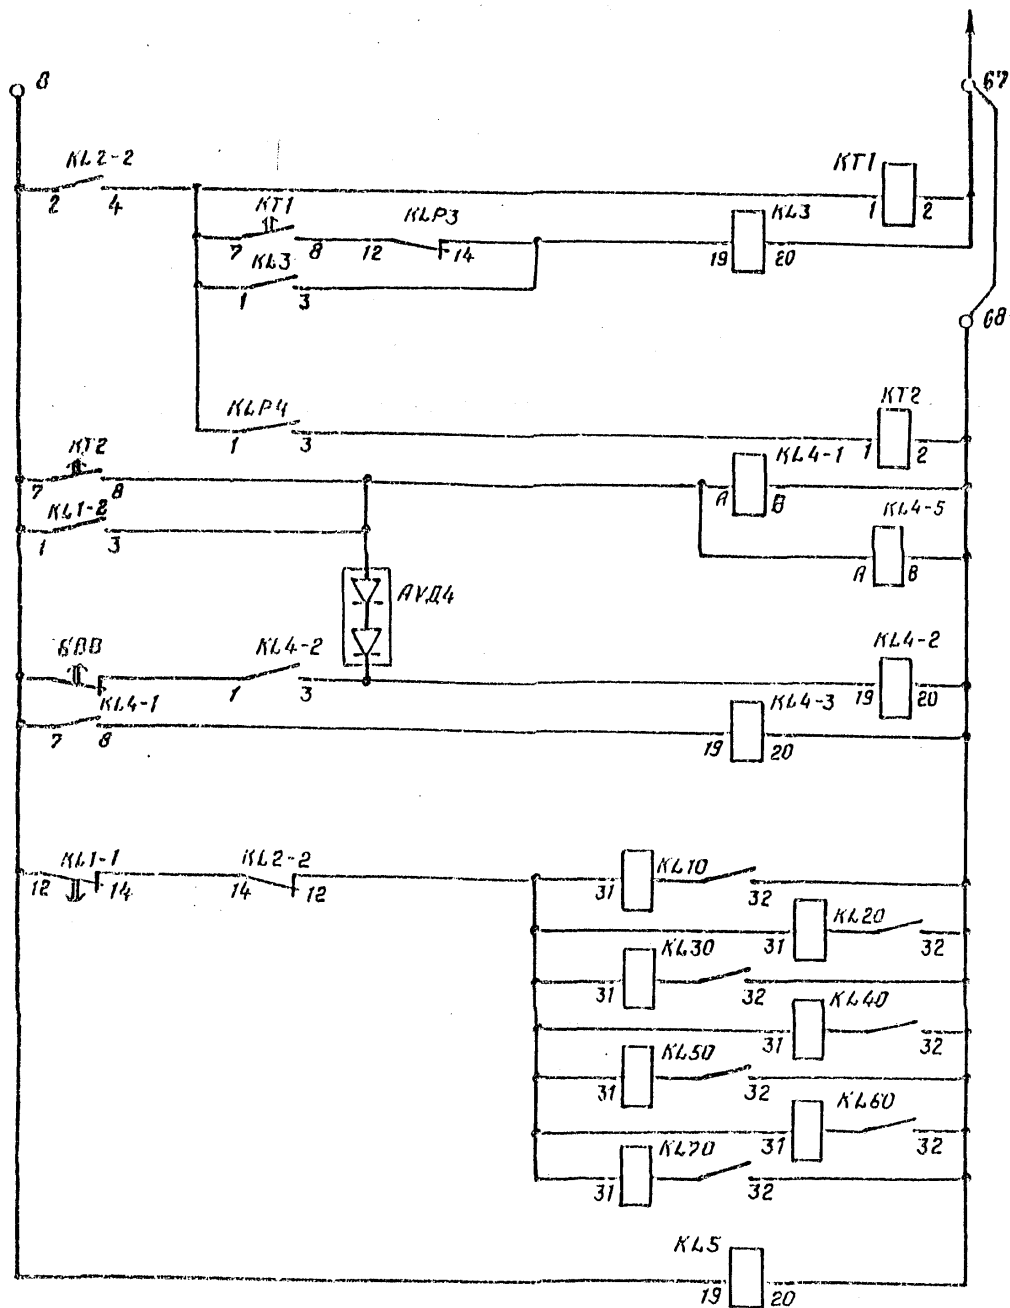 8
67
KL2-2
KT1
2 4
1 2
KT1
KLP3
KL3
7 8 12 14
19 20
KL3
1 3
68
KLP4
KT2
1 3
1 2
KT2
KL4-1
7 8
A B
KL1-2
KL4-5
1 3
A B
АУД4
БВВ
KL4-2
KL4-2
1 3
19 20
KL4-1
KL4-3
7 8
19 20
KL1-1
KL2-2
KL10
12 14
14 12
31 32
KL20
31 32
KL30
31 32
KL40
31 32
KL50
31 32
KL60
31 32
KL70
31 32
KL5
19 20